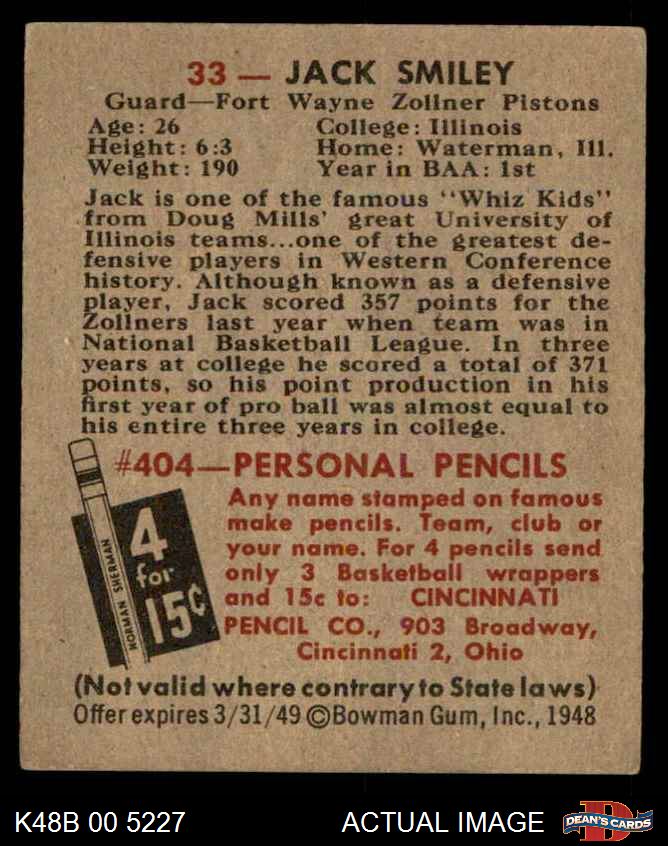 33 — JACK SMILEY
Guard—Fort Wayne Zollner Pistons
Age: 26 College: Illinois
Height: 6:3 Home: Waterman, Ill.
Weight: 190 Year in BAA: 1st
Jack is one of the famous "Whiz Kids"
from Doug Mills' great University of
Illinois teams...one of the greatest de-
fensive players in Western Conference
history. Although known as a defensive
player, Jack scored 357 points for the
Zollners last year when team was in
National Basketball League. In three
years at college he scored a total of 371
points, so his point production in his
first year of pro ball was almost equal to
his entire three years in college.
#404—PERSONAL PENCILS
NORMAN SHERMAN
4
for
15¢
Any name stamped on famous
make pencils. Team, club or
your name. For 4 pencils send
only 3 Basketball wrappers
and 15c to: CINCINNATI
PENCIL CO., 903 Broadway,
Cincinnati 2, Ohio
(Not valid where contrary to State laws)
Offer expires 3/31/49 ©Bowman Gum, Inc., 1948
K48B 00 5227 ACTUAL IMAGE
D
DEAN'S CARDS